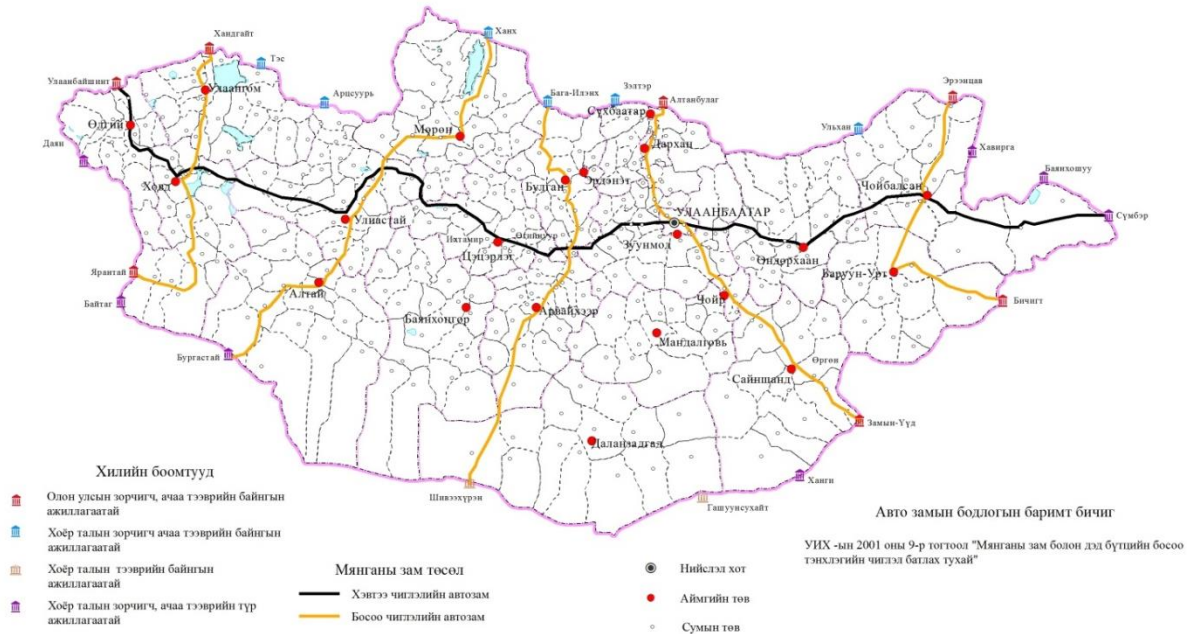 Ханх
Хандгайт
Тэс
Улаанбайшинт
Арцсуурь
Улаангом
Бага-Илэнх
Зэлтэр
Алтанбулаг
Эрээнцав
Сүхбаатар
Өлгий
Мөрөн
Ульхан
Дархан
Хавирга
Даян
Ховд
Булган
Эрдэнэт
Баянхошуу
Чойбалсан
Улиастай
УЛААНБААТАР
Сүмбэр
Ихтамир
Өгийнуур
Цэцэрлэг
Зуунмод
Өндөрхаан
Ярантай
Баруун-Урт
Алтай
Байтаг
Баянхонгор
Арвайхээр
Чойр
Бичигт
Мандалговь
Бургастай
Өргөн
Сайншанд
Замын-Үүд
Даланзадгад
Шивээхүрэн
Гашуунсухайт
Ханги
Хилийн боомтууд
Олон улсын зорчигч, ачаа тээврийн байнгын
ажиллагаатай
Хоёр талын зорчигч ачаа тээврийн байнгын
ажиллагаатай
Хоёр талын тээврийн байнгын
ажиллагаатай
Хоёр талын зорчигч, ачаа тээврийн түр
ажиллагаатай
Мянганы зам төсөл
Хэвтээ чиглэлийн автозам
Босоо чиглэлийн автозам
Нийслэл хот
Аймгийн төв
Сумын төв
Авто замын бодлогын баримт бичиг
УИХ -ын 2001 оны 9-р тогтоол "Мянганы зам болон дэд бүтцийн босоо
тэнхлэгийн чиглэл батлах тухай"